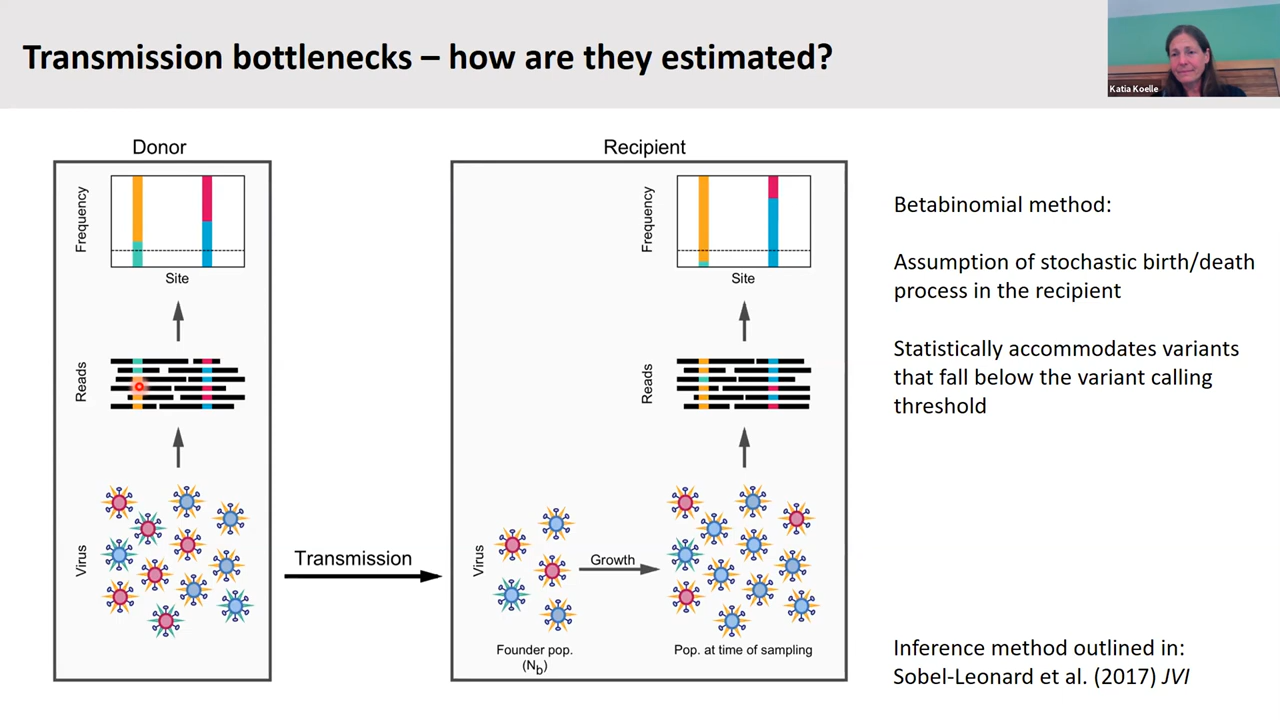 Transmission bottlenecks – how are they estimated?
Katia Koelle
Donor
Frequency
Site
Reads
Virus
Transmission
Recipient
Frequency
Site
Reads
Virus
Growth
Founder pop.
(Nb)
Pop. at time of sampling
Betabinomial method:
Assumption of stochastic birth/death
process in the recipient
Statistically accommodates variants
that fall below the variant calling
threshold
Inference method outlined in:
Sobel-Leonard et al. (2017) JVI